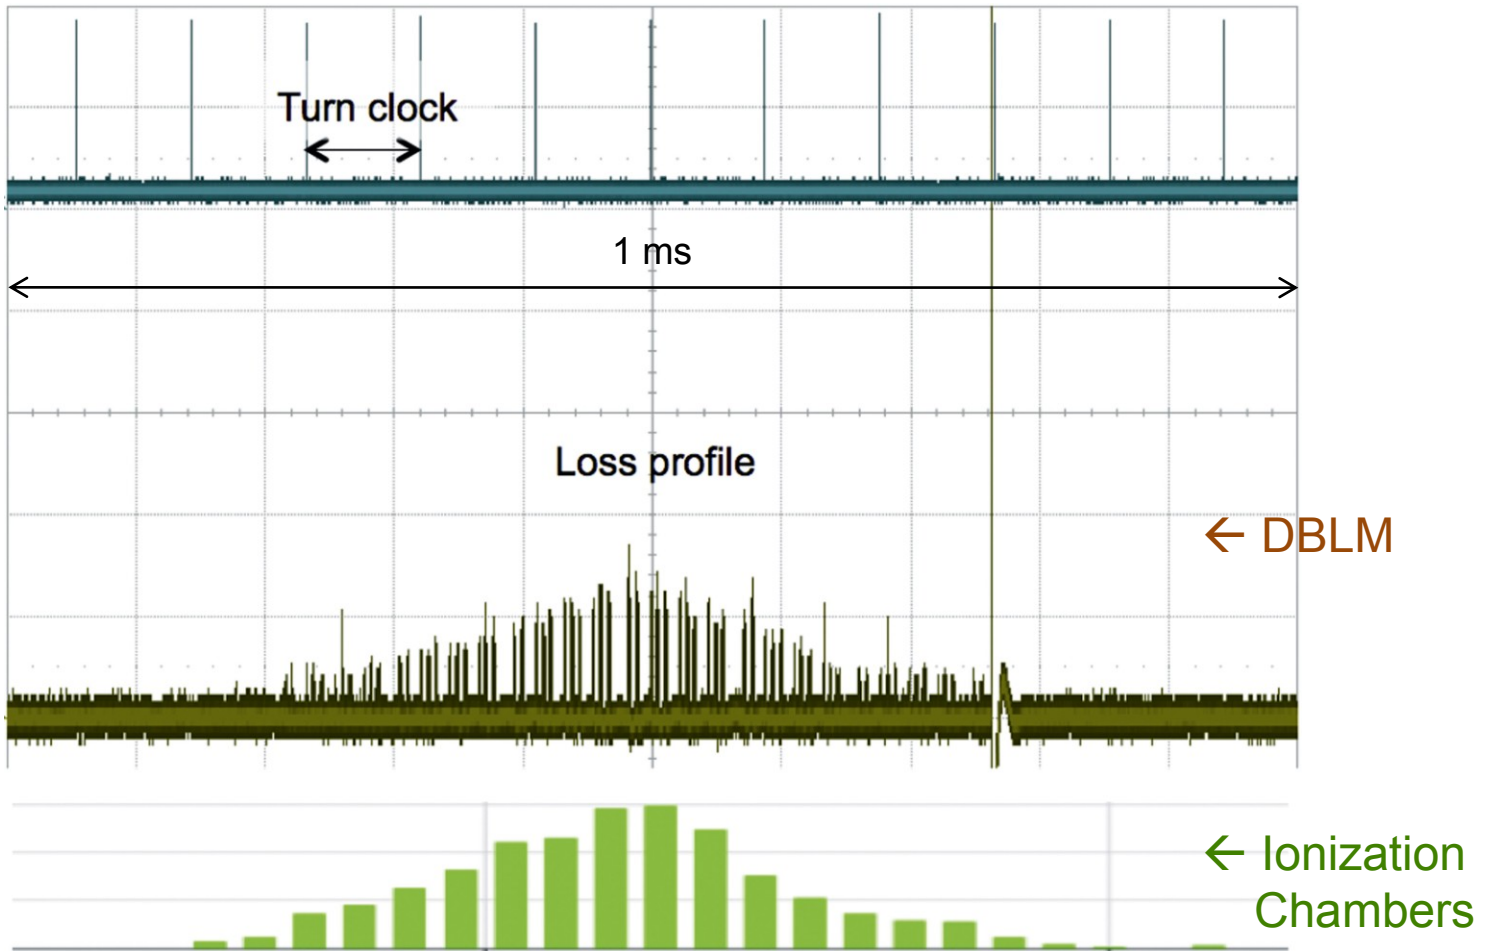 Turn clock
1 ms
Loss profile
← DBLM
← Ionization
Chambers